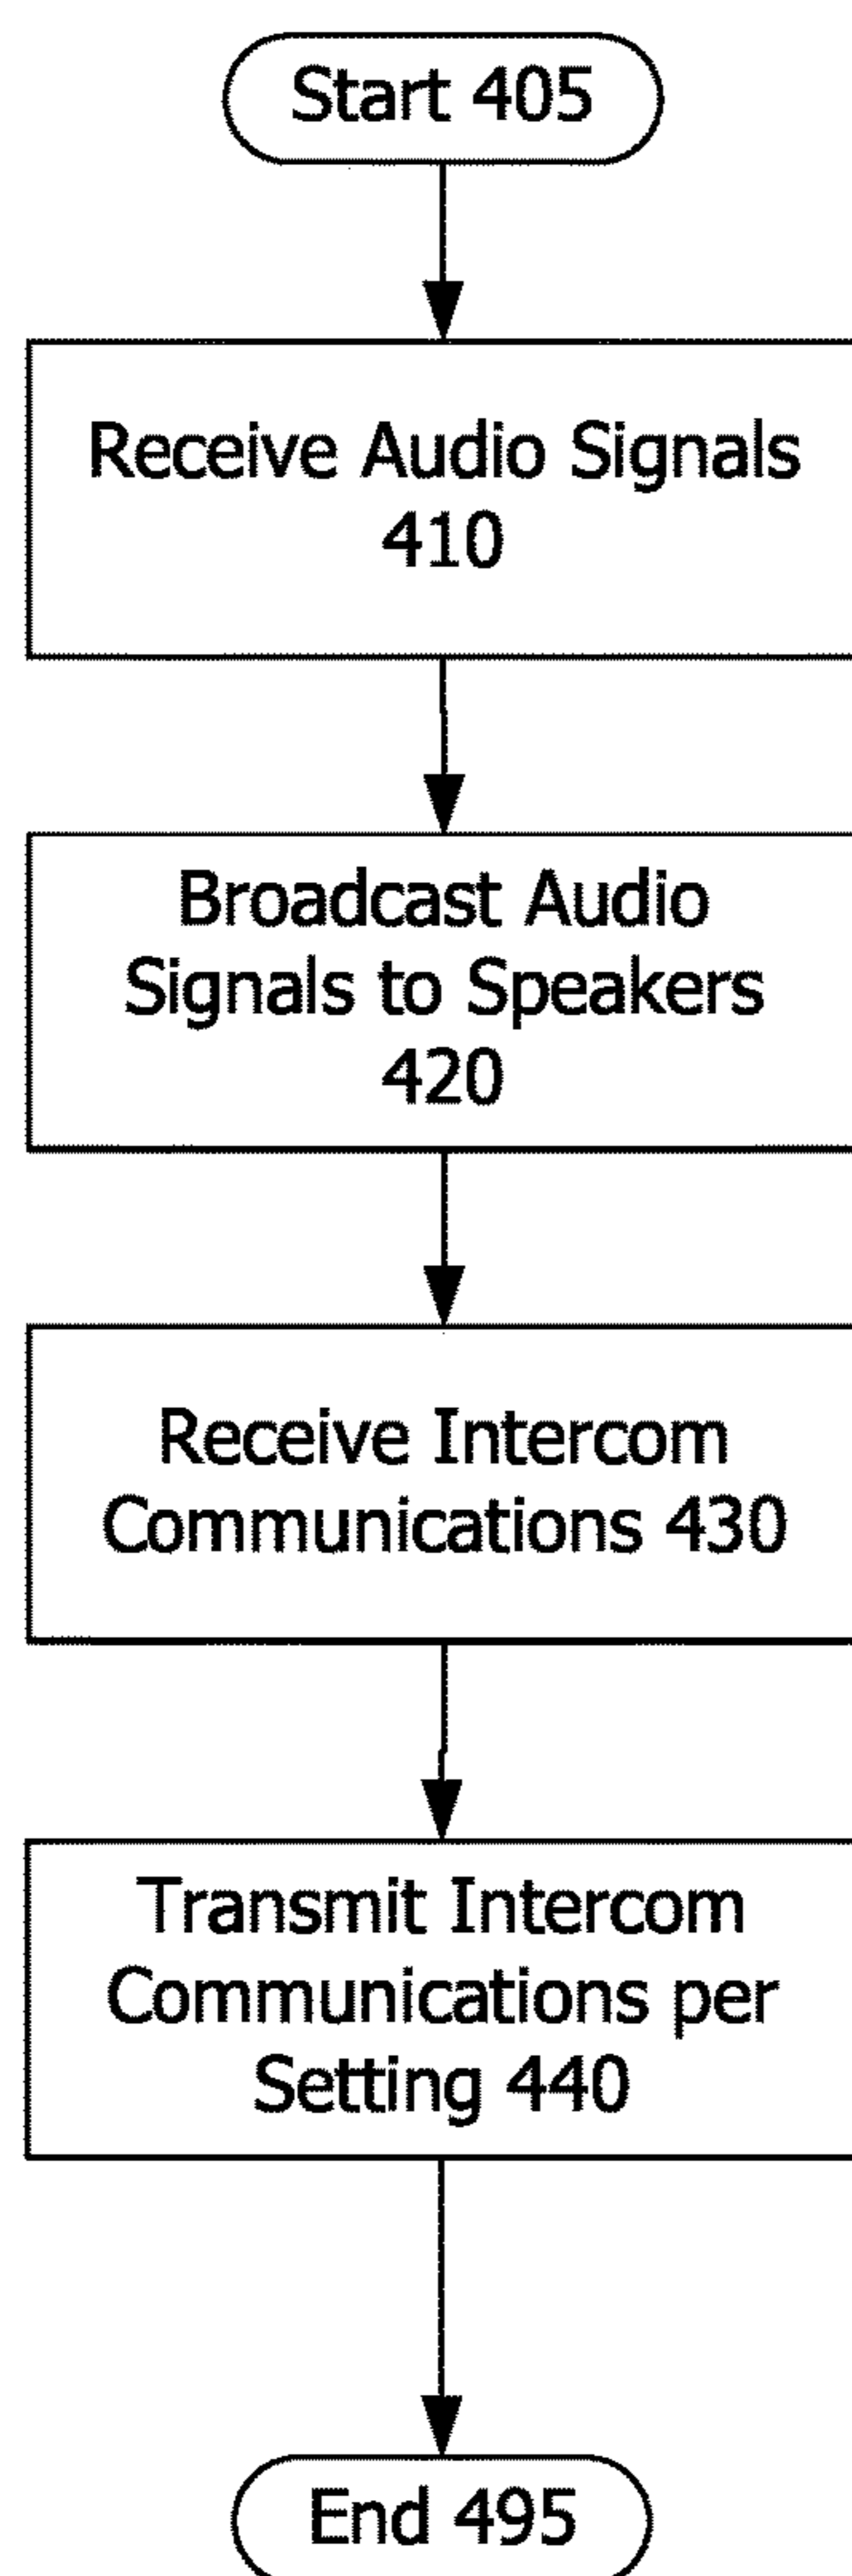 Start 405
Receive Audio Signals
410
Broadcast Audio
Signals to Speakers
420
Receive Intercom
Communications 430
Transmit Intercom
Communications per
Setting 440
End 495